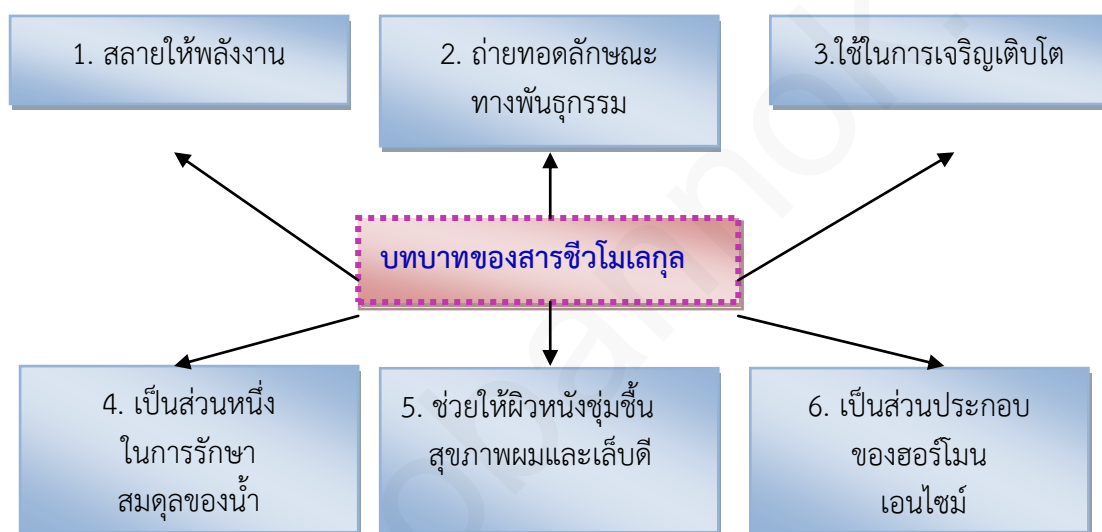 1. สลายให้พลังงาน
2. ถ่ายทอดลักษณะ
ทางพันธุกรรม
3.ใช้ในการเจริญเติบโต
บทบาทของสารชีวโมเลกุล
4. เป็นส่วนหนึ่ง
ในการรักษา
สมดุลของน้ำ
5. ช่วยให้ผิวหนังชุ่มชื้น
สุขภาพผมและเล็บดี
6. เป็นส่วนประกอบ
ของฮอร์โมน
เอนไซม์